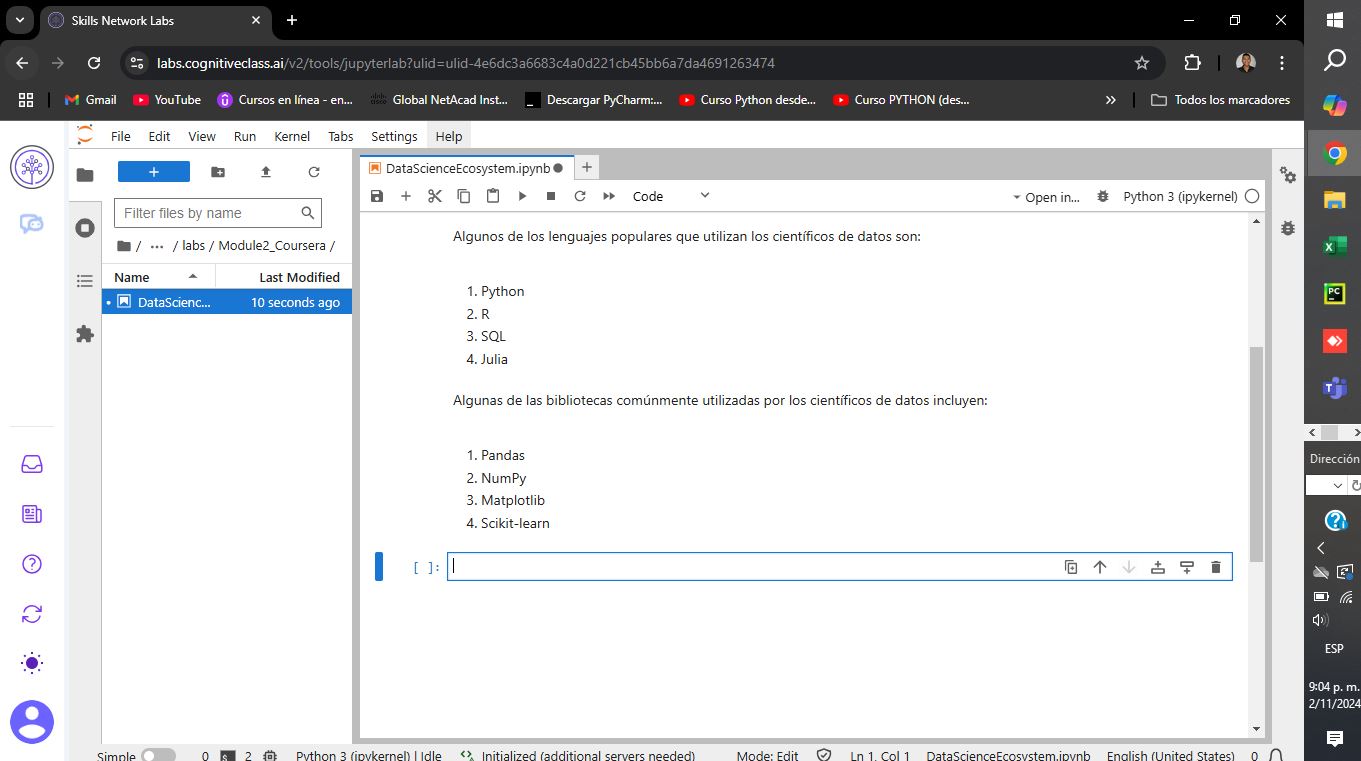 Skills Network Labs
labs.cognitiveclass.ai/v2/tools/jupyterlab?ulid=ulid-4e6dc3a6683c4a0d221cb45bb6a7da4691263474
Gmail YouTube Cursos en línea - en... Global NetAcad Inst... Descargar PyCharm:... Curso Python desde... Curso PYTHON (des... » Todos los marcadores
File Edit View Run Kernel Tabs Settings Help
DataScienceEcosystem.ipynb
Code Open in... Python 3 (ipykernel)
Filter files by name
/ ... / labs / Module2_Coursera /
Name Last Modified
DataScienc... 10 seconds ago
Algunos de los lenguajes populares que utilizan los científicos de datos son:
1. Python
2. R
3. SQL
4. Julia
Algunas de las bibliotecas comúnmente utilizadas por los científicos de datos incluyen:
1. Pandas
2. NumPy
3. Matplotlib
4. Scikit-learn
[ ]:
Simple 0 2 Python 3 (ipykernel) | Idle Initialized (additional servers needed) Mode: Edit Ln 1, Col 1 DataScienceEcosystem.ipynb English (United States) 0
PC
Dirección
ESP
9:04 p. m.
2/11/2024